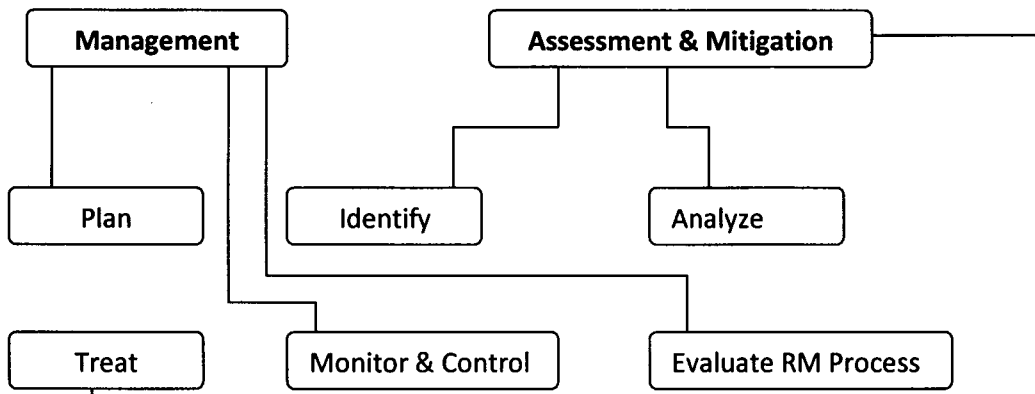 Management
Assessment & Mitigation
Plan
Identify
Analyze
Treat
Monitor & Control
Evaluate RM Process